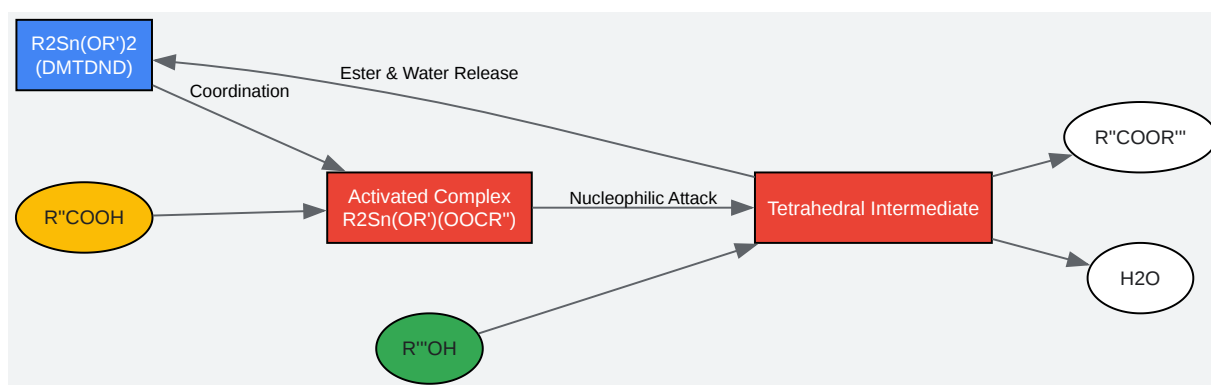 R2Sn(OR')2
(DMTDND)
Ester & Water Release
Coordination
R"COOR'"
Activated Complex
R2Sn(OR')(OOCR")
Nucleophilic Attack
Tetrahedral Intermediate
R"COOH
H2O
R'"OH